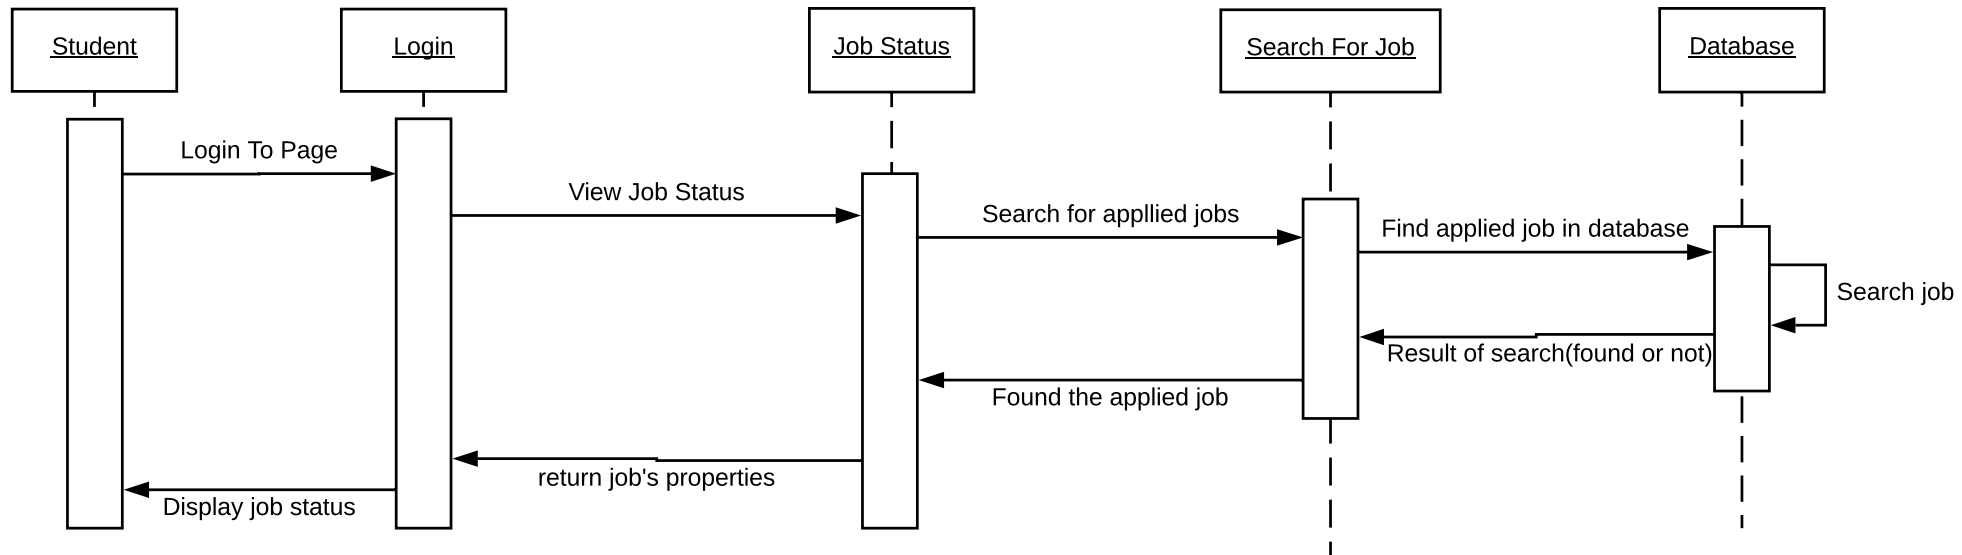 Student
Login
Job Status
Search For Job
Database
Login To Page
View Job Status
Search for appllied jobs
Find applied job in database
Search job
Result of search(found or not)
Found the applied job
return job's properties
Display job status